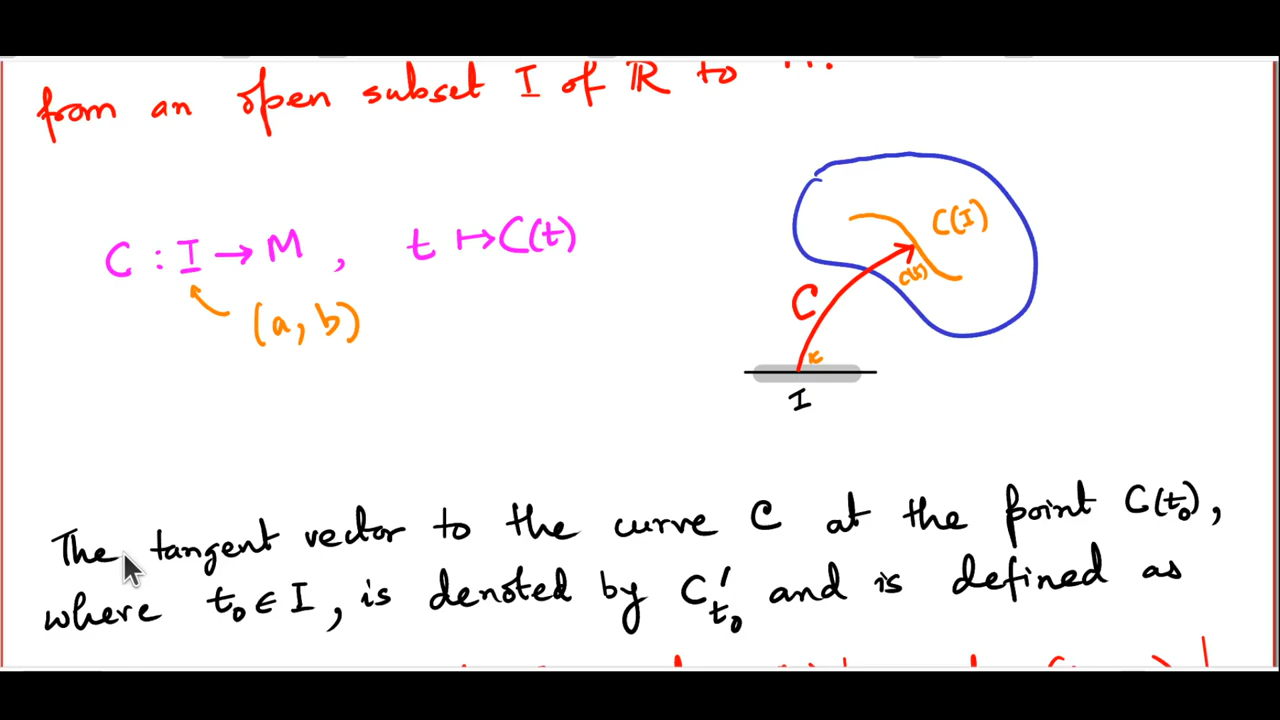 from an open subset I of ℝ to M.
C : I → M , t ↦ C(t)
(a, b)
C(I)
C(t)
C
t
I
The tangent vector to the curve C at the point C(t₀),
where t₀ ∈ I, is denoted by C′ₜ₀ and is defined as